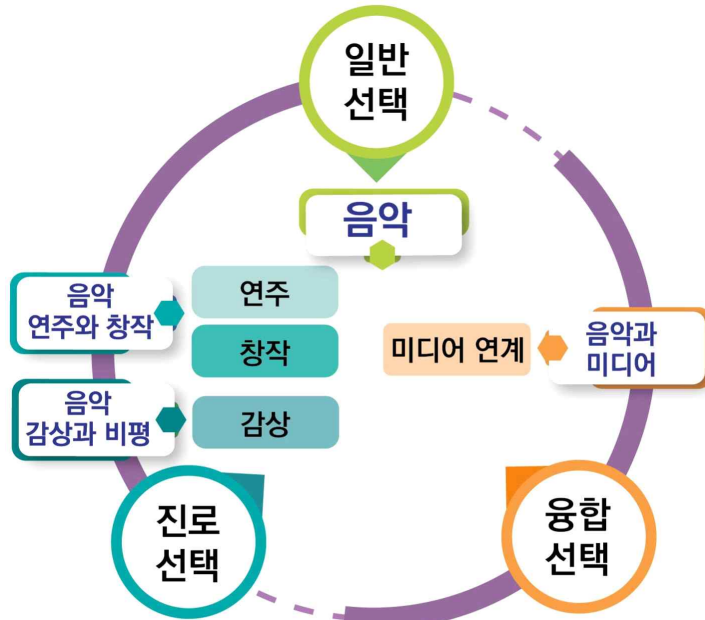 일반
선택
음악
음악
연주와 창작
연주
창작
음악
감상과 비평
감상
미디어 연계
음악과
미디어
진로
선택
융합
선택